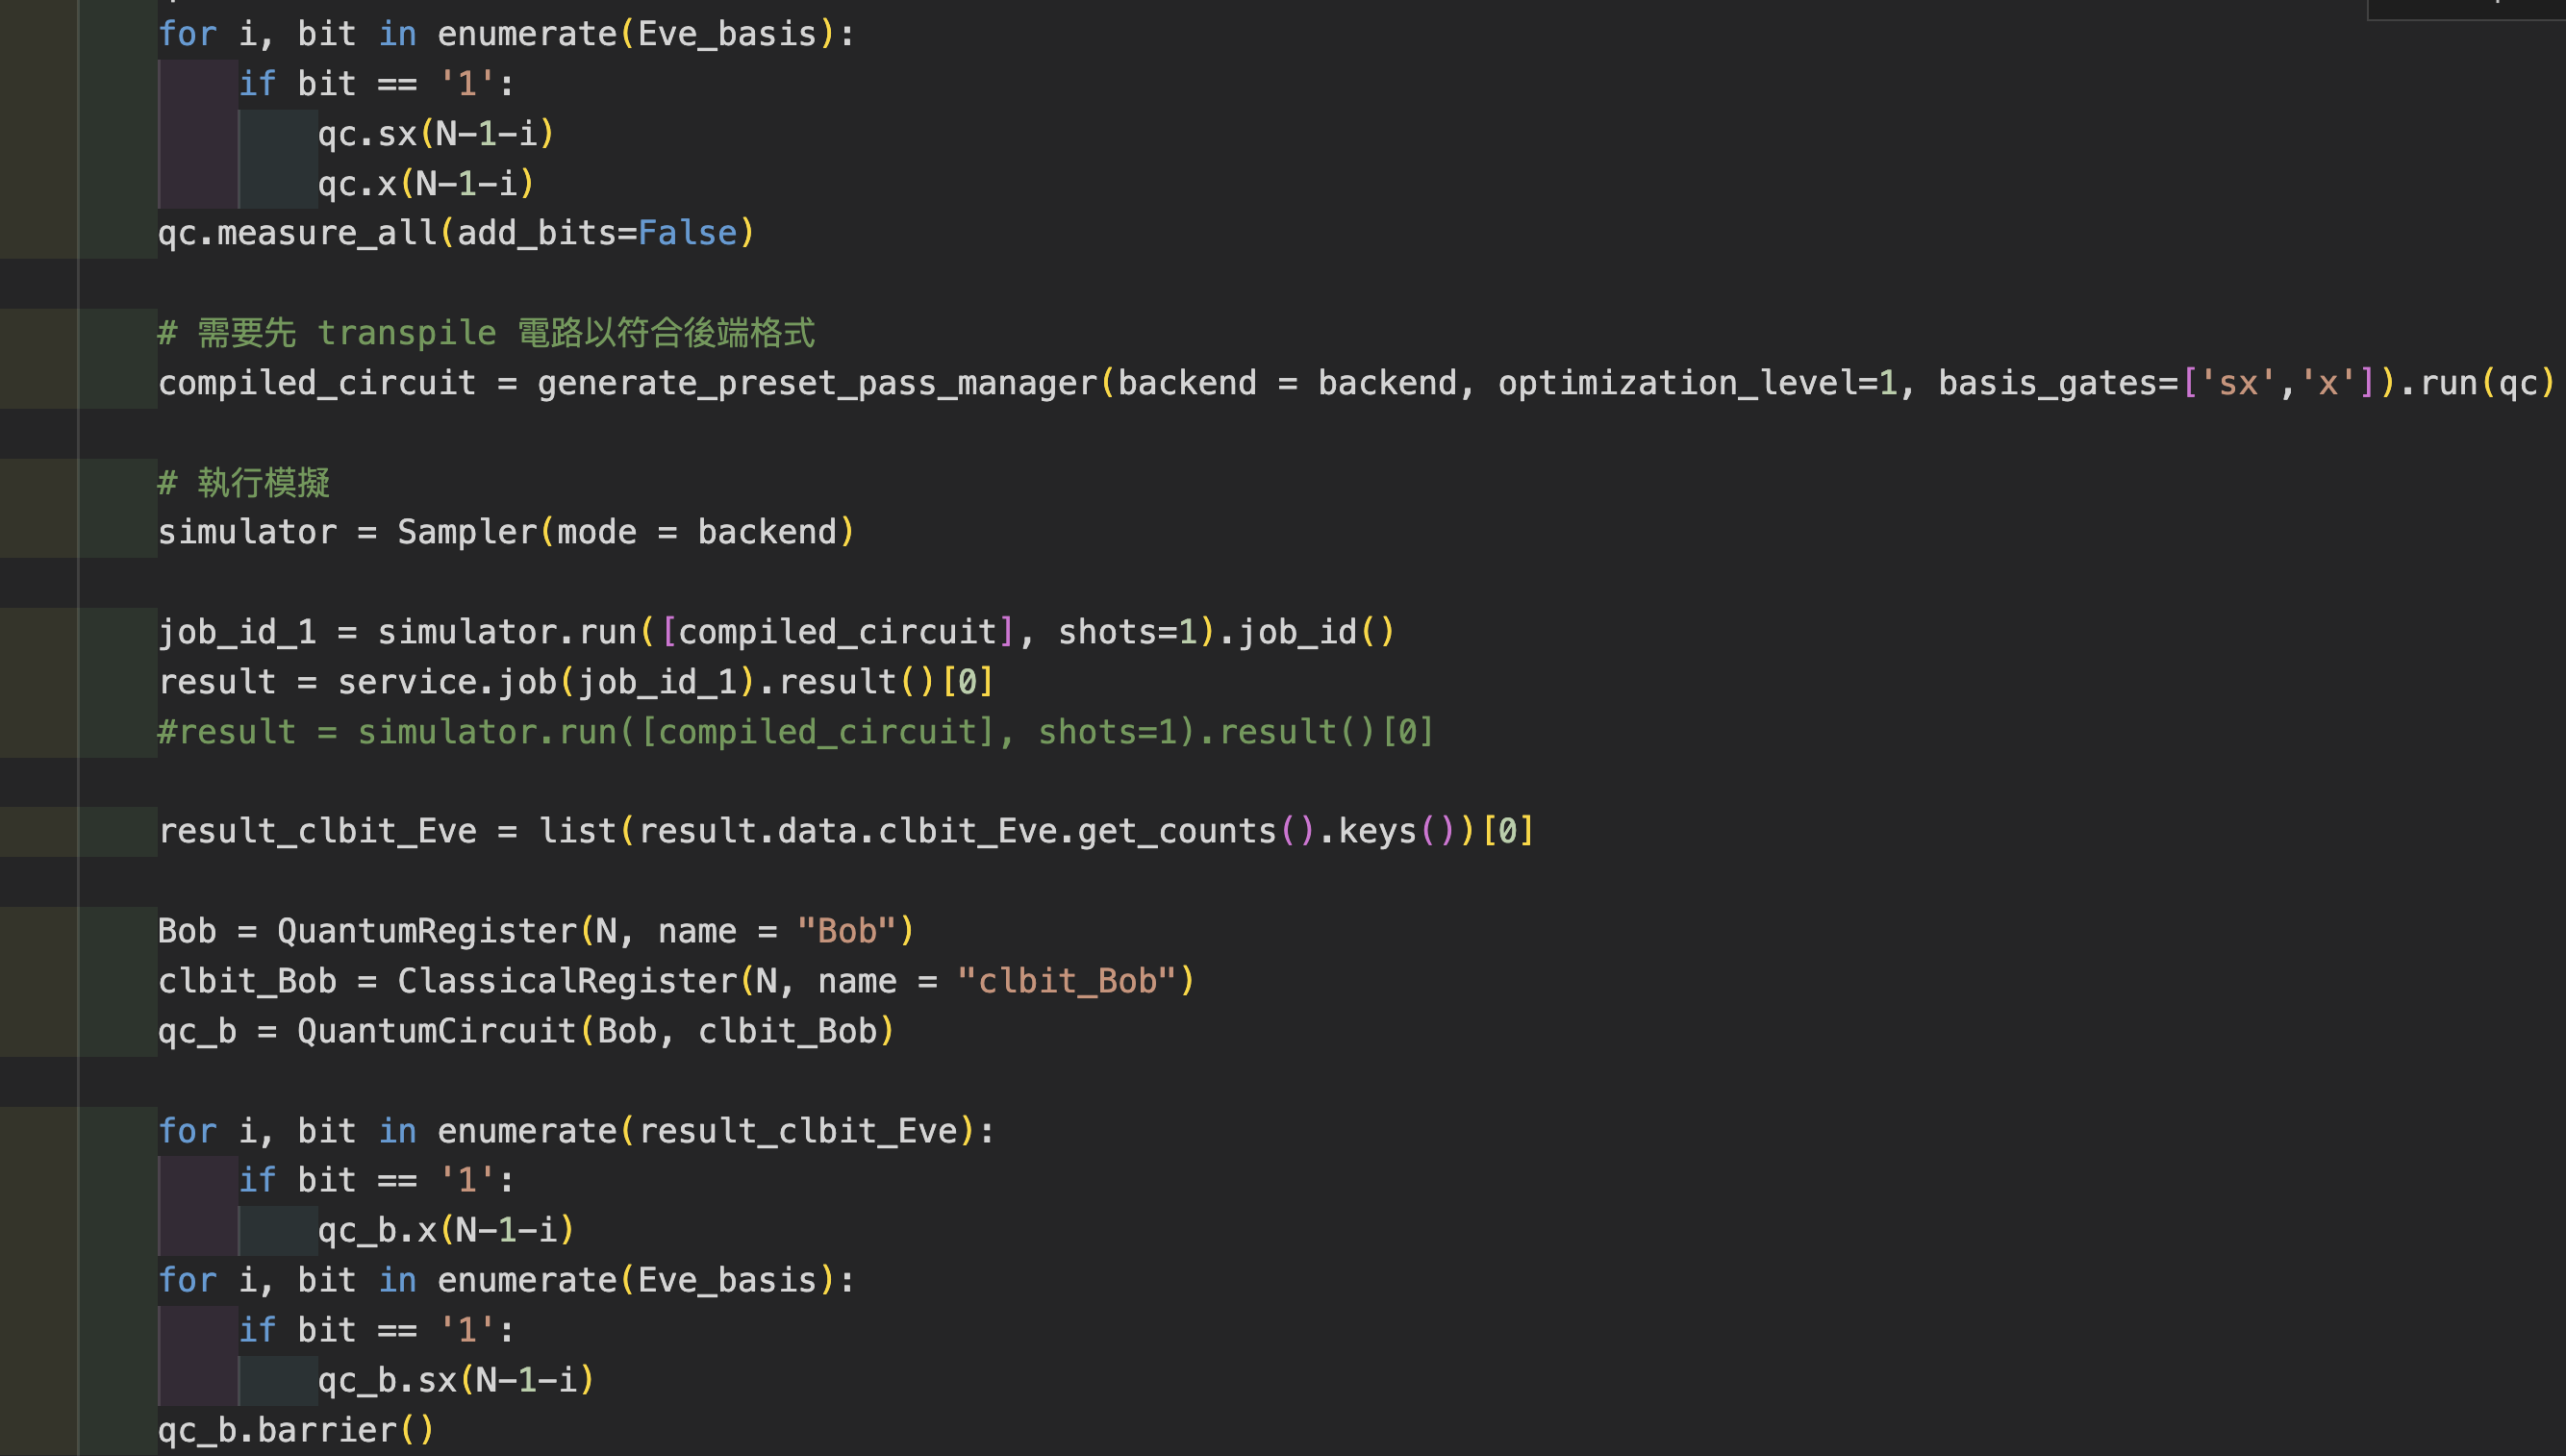 for i, bit in enumerate(Eve_basis):
if bit == '1':
qc.sx(N-1-i)
qc.x(N-1-i)
qc.measure_all(add_bits=False)
# 需要先 transpile 電路以符合後端格式
compiled_circuit = generate_preset_pass_manager(backend = backend, optimization_level=1, basis_gates=['sx','x']).run(qc)
# 執行模擬
simulator = Sampler(mode = backend)
job_id_1 = simulator.run([compiled_circuit], shots=1).job_id()
result = service.job(job_id_1).result()[0]
#result = simulator.run([compiled_circuit], shots=1).result()[0]
result_clbit_Eve = list(result.data.clbit_Eve.get_counts().keys())[0]
Bob = QuantumRegister(N, name = "Bob")
clbit_Bob = ClassicalRegister(N, name = "clbit_Bob")
qc_b = QuantumCircuit(Bob, clbit_Bob)
for i, bit in enumerate(result_clbit_Eve):
if bit == '1':
qc_b.x(N-1-i)
for i, bit in enumerate(Eve_basis):
if bit == '1':
qc_b.sx(N-1-i)
qc_b.barrier()